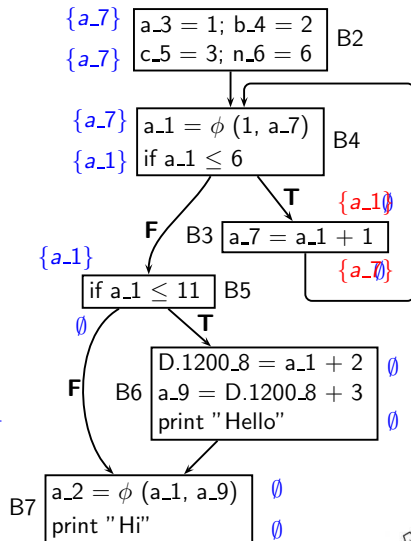 {a_7}
a_3 = 1; b_4 = 2
{a_7}
c_5 = 3; n_6 = 6
B2
{a_7}
a_1 = ϕ (1, a_7)
{a_1}
if a_1 ≤ 6
B4
F
T
{a_1}∅
B3
a_7 = a_1 + 1
{a_7}∅
{a_1}
if a_1 ≤ 11
B5
∅
T
F
D.1200_8 = a_1 + 2
∅
B6
a_9 = D.1200_8 + 3
print "Hello"
∅
a_2 = ϕ (a_1, a_9)
∅
B7
print "Hi"
∅